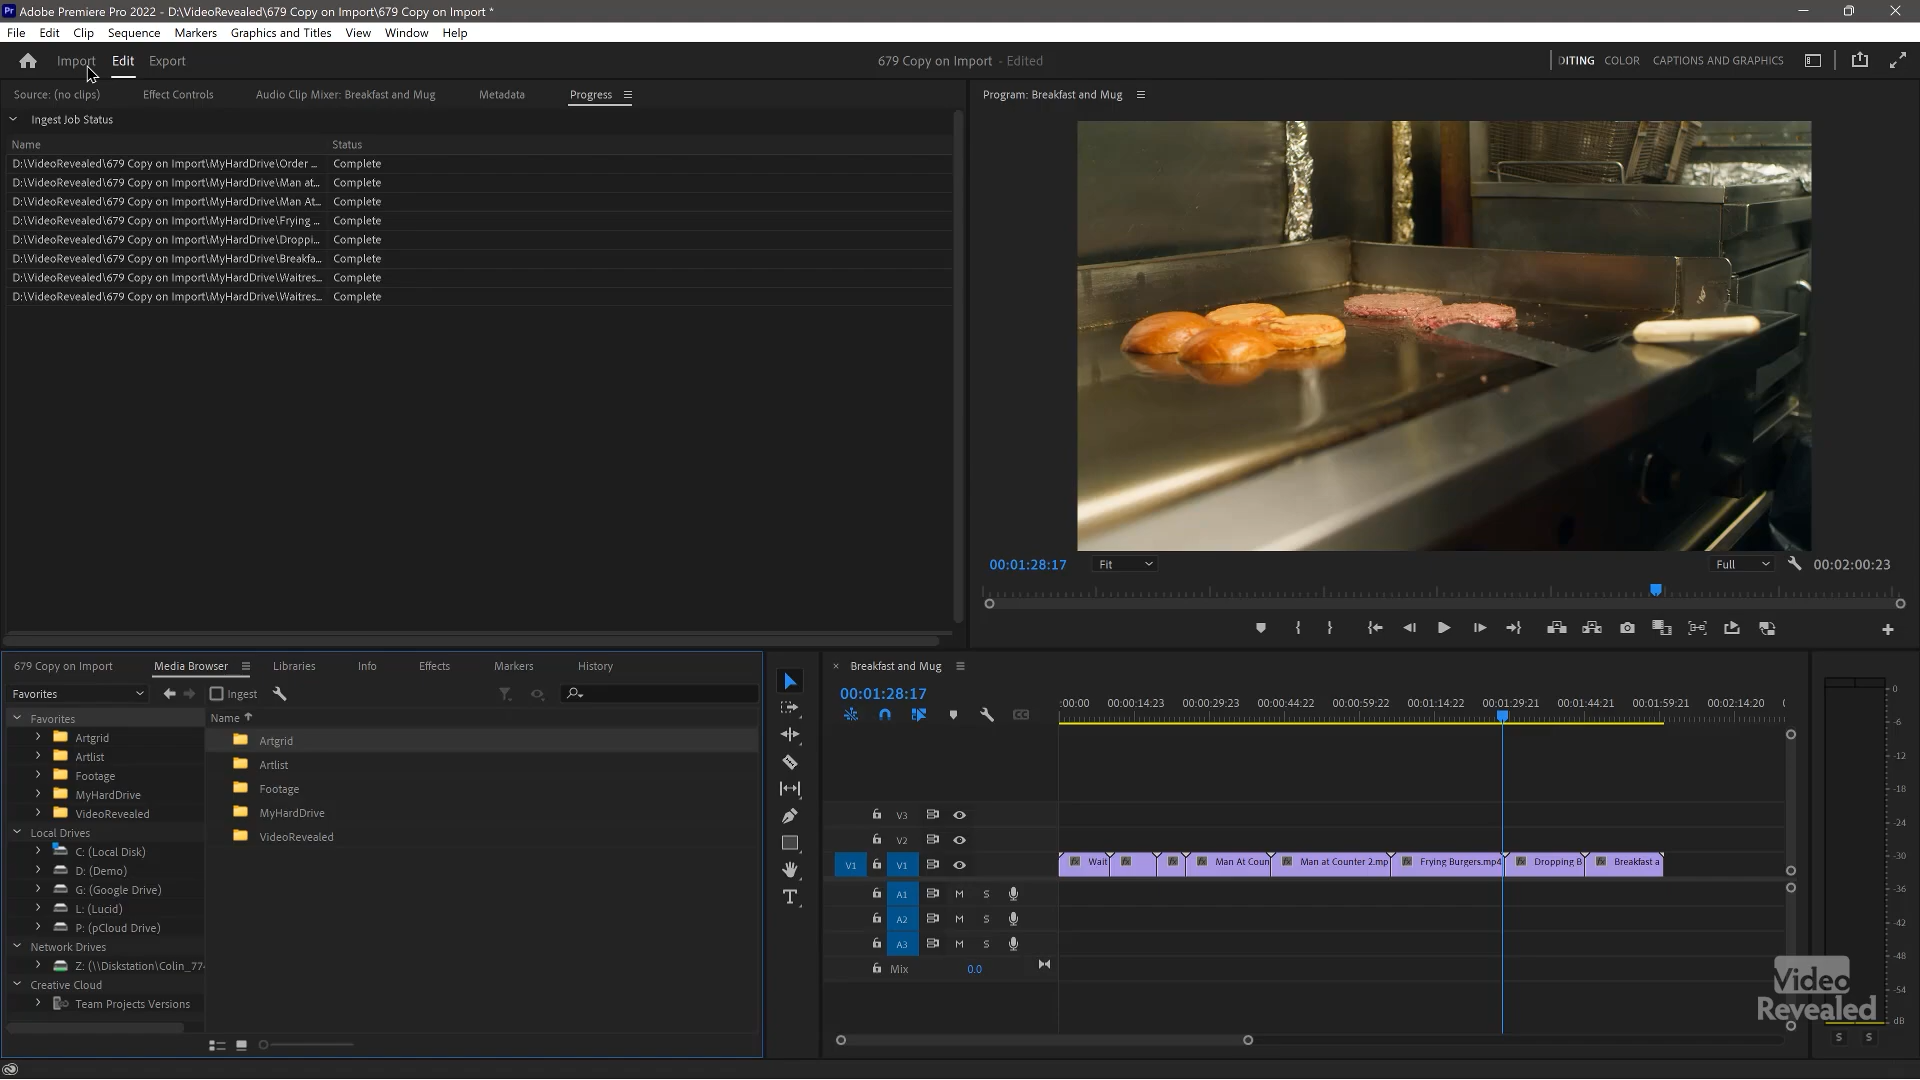 Adobe Premiere Pro 2022 - D:\VideoRevealed\679 Copy on Import\679 Copy on Import *
File Edit Clip Sequence Markers Graphics and Titles View Window Help
Import Edit Export
679 Copy on Import - Edited
DITING COLOR CAPTIONS AND GRAPHICS
Source: (no clips) Effect Controls Audio Clip Mixer: Breakfast and Mug Metadata Progress
Ingest Job Status
Name Status
D:\VideoRevealed\679 Copy on Import\MyHardDrive\Order ... Complete
D:\VideoRevealed\679 Copy on Import\MyHardDrive\Man at... Complete
D:\VideoRevealed\679 Copy on Import\MyHardDrive\Man At... Complete
D:\VideoRevealed\679 Copy on Import\MyHardDrive\Frying ... Complete
D:\VideoRevealed\679 Copy on Import\MyHardDrive\Droppi... Complete
D:\VideoRevealed\679 Copy on Import\MyHardDrive\Breakfa... Complete
D:\VideoRevealed\679 Copy on Import\MyHardDrive\Waitres... Complete
D:\VideoRevealed\679 Copy on Import\MyHardDrive\Waitres... Complete
Program: Breakfast and Mug
00:01:28:17 Fit Full 00:02:00:23
679 Copy on Import Media Browser Libraries Info Effects Markers History
Favorites Ingest
Favorites
Artgrid
Artlist
Footage
MyHardDrive
VideoRevealed
Local Drives
C: (Local Disk)
D: (Demo)
G: (Google Drive)
L: (Lucid)
P: (pCloud Drive)
Network Drives
Z: (\\Diskstation\Colin_77
Creative Cloud
Team Projects Versions
Name
Artgrid
Artlist
Footage
MyHardDrive
VideoRevealed
Breakfast and Mug
00:01:28:17
:00:00 00:00:14:23 00:00:29:23 00:00:44:22 00:00:59:22 00:01:14:22 00:01:29:21 00:01:44:21 00:01:59:21 00:02:14:20
V3
V2
V1 V1 fx Wait fx fx fx Man At Coun fx Man at Counter 2.mp fx Frying Burgers.mp4 fx Dropping B fx Breakfast a
A1 M S
A2 M S
A3 M S
Mix 0.0
0
-6
-12
-18
-24
-30
-36
-42
-48
-54
dB
S S
Video
Revealed